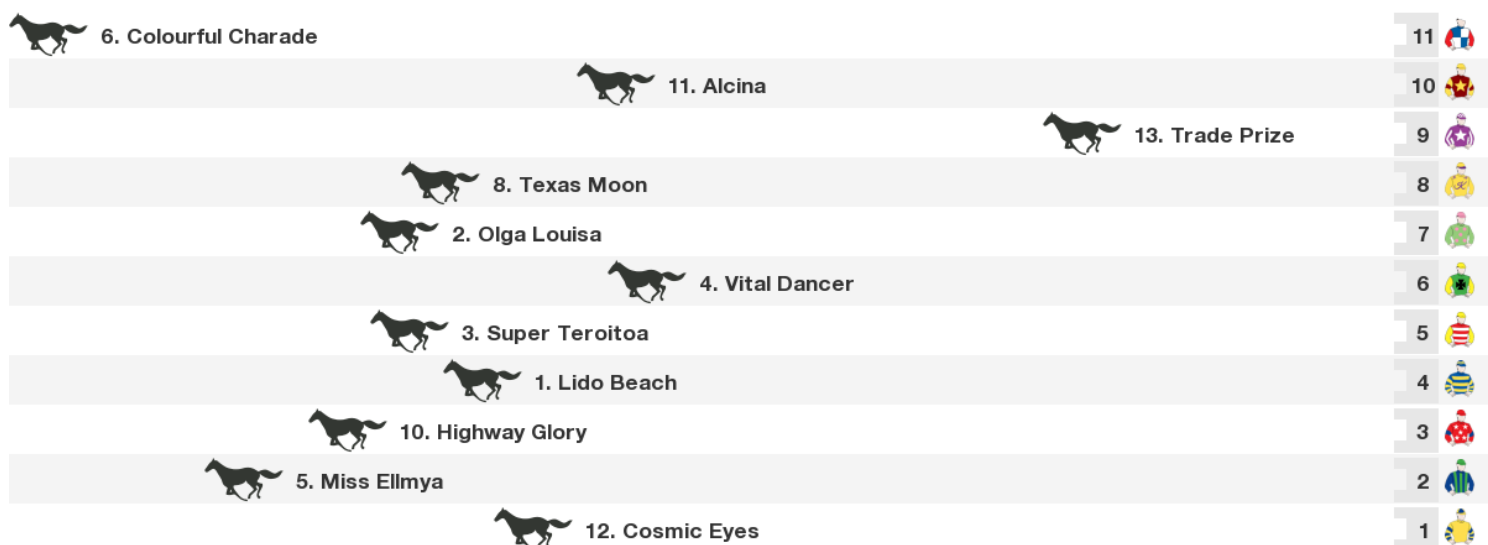 6. Colourful Charade 11
11. Alcina 10
13. Trade Prize 9
8. Texas Moon 8
2. Olga Louisa 7
4. Vital Dancer 6
3. Super Teroitoa 5
1. Lido Beach 4
10. Highway Glory 3
5. Miss Ellmya 2
12. Cosmic Eyes 1